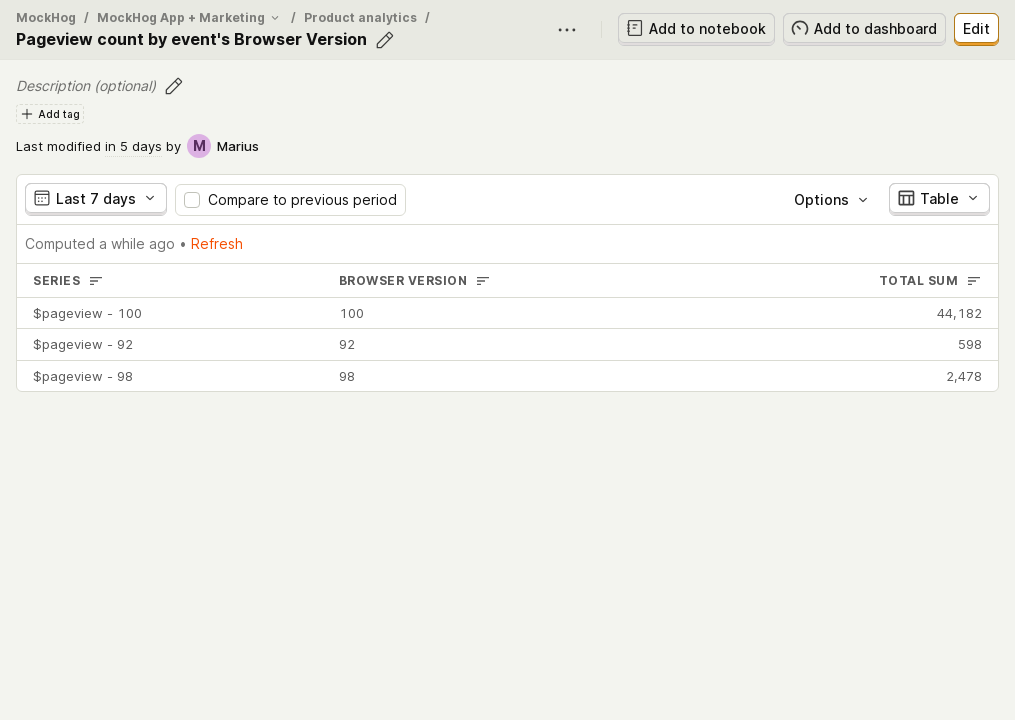 MockHog / MockHog App + Marketing / Product analytics /
Pageview count by event's Browser Version
Add to notebook
Add to dashboard
Edit
Description (optional)
Add tag
Last modified in 5 days by M Marius
Last 7 days
Compare to previous period
Options
Table
Computed a while ago • Refresh
SERIES BROWSER VERSION TOTAL SUM
$pageview - 100 100 44,182
$pageview - 92 92 598
$pageview - 98 98 2,478